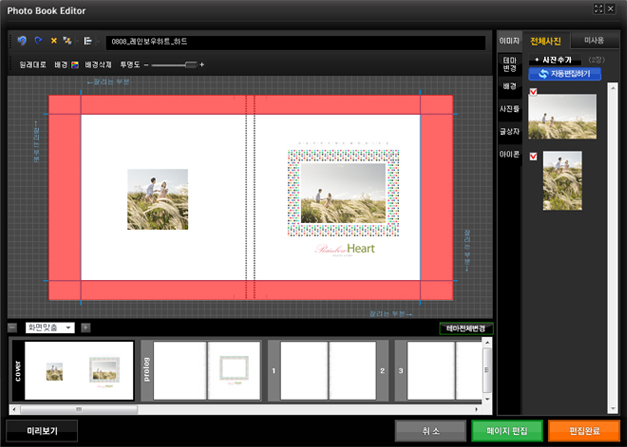 Photo Book Editor
0808_레인보우하트_하드
원래대로 배경 배경삭제 투명도 − +
←잘리는 부분
←잘리는 부분
Rainbow Heart
잘리는 부분→
잘리는 부분→
화면맞춤
테마전체변경
cover
prolog
1
2
3
미리보기
취 소
페이지 편집
편집완료
이미지
테마
변경
배경
사진틀
글상자
아이콘
전체사진 미사용
+ 사진추가 (2장)
자동편집하기